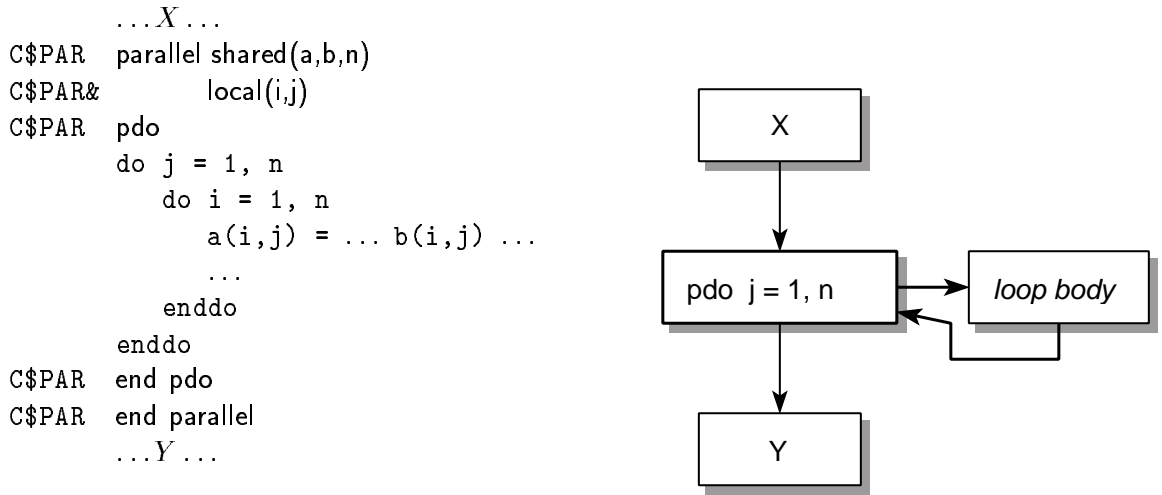 ...X...
C$PAR parallel shared(a,b,n)
C$PAR& local(i,j)
C$PAR pdo
do j = 1, n
do i = 1, n
a(i,j) = ... b(i,j) ...
...
enddo
enddo
C$PAR end pdo
C$PAR end parallel
...Y...
X
pdo j = 1, n
loop body
Y